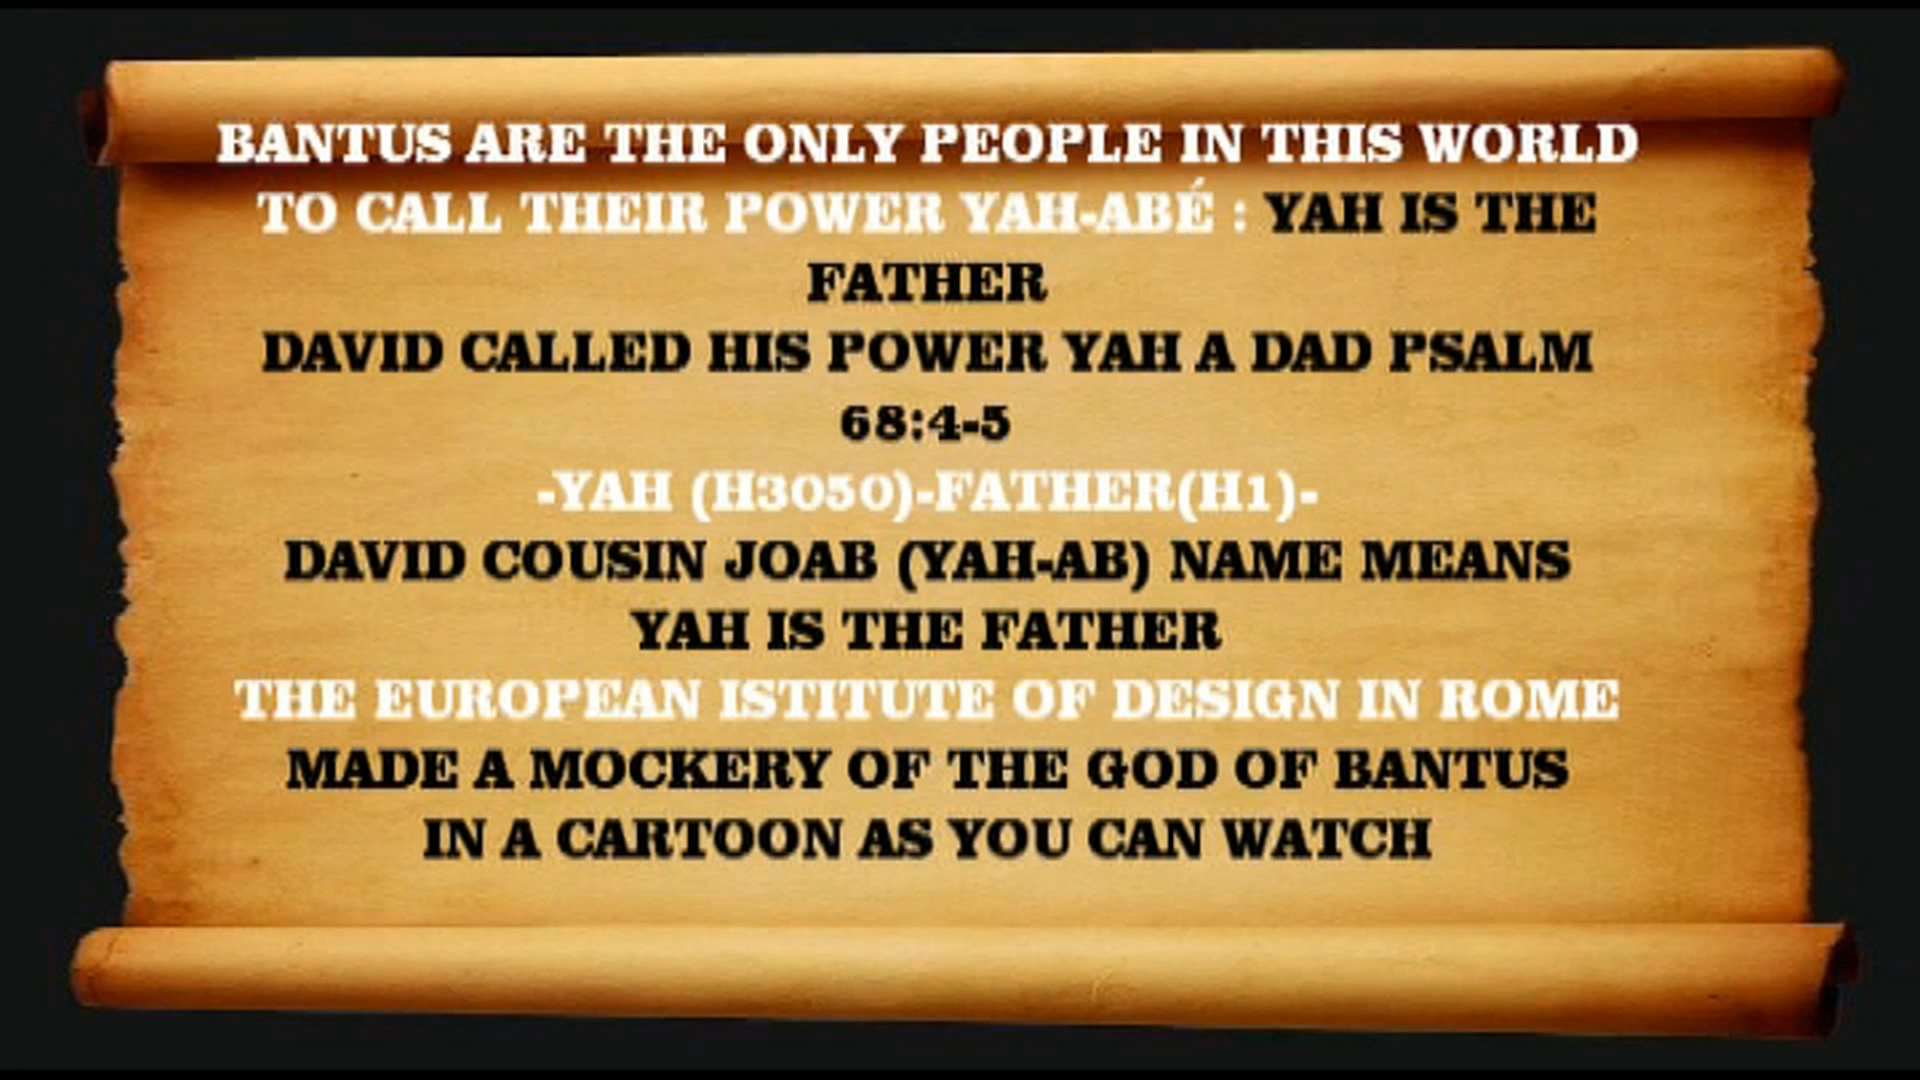 BANTUS ARE THE ONLY PEOPLE IN THIS WORLD
TO CALL THEIR POWER YAH-ABÉ : YAH IS THE
FATHER
DAVID CALLED HIS POWER YAH A DAD PSALM
68:4-5
-YAH (H3050)-FATHER(H1)-
DAVID COUSIN JOAB (YAH-AB) NAME MEANS
YAH IS THE FATHER
THE EUROPEAN ISTITUTE OF DESIGN IN ROME
MADE A MOCKERY OF THE GOD OF BANTUS
IN A CARTOON AS YOU CAN WATCH